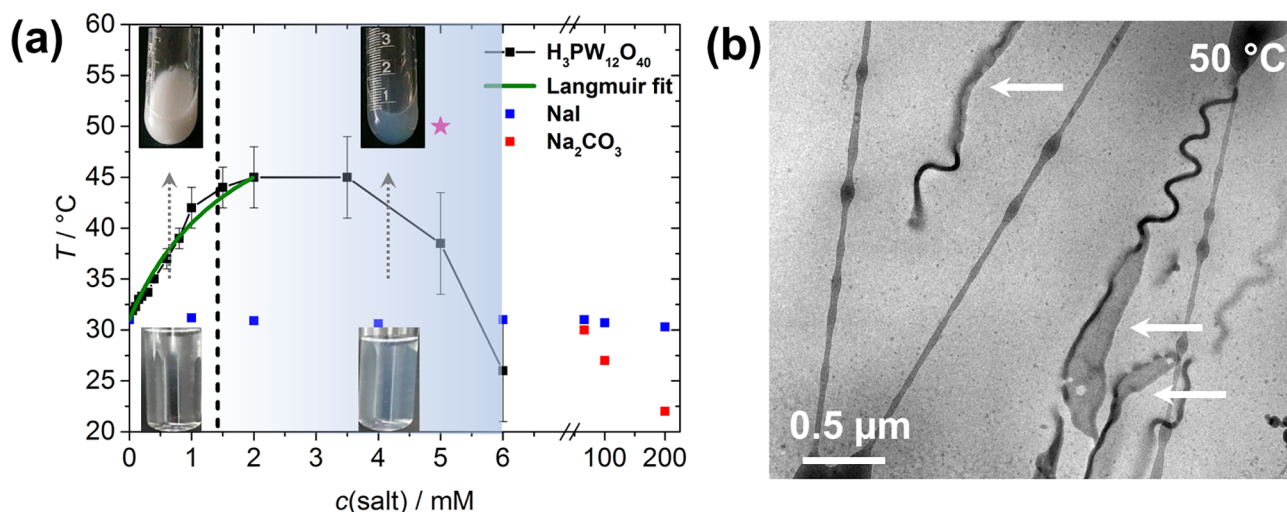 (a)
60
55
50
45
40
35
30
25
20
T / °C
3
2
1
H₃PW₁₂O₄₀
Langmuir fit
NaI
Na₂CO₃
0 1 2 3 4 5 6 100 200
c(salt) / mM
(b)
50 °C
0.5 µm